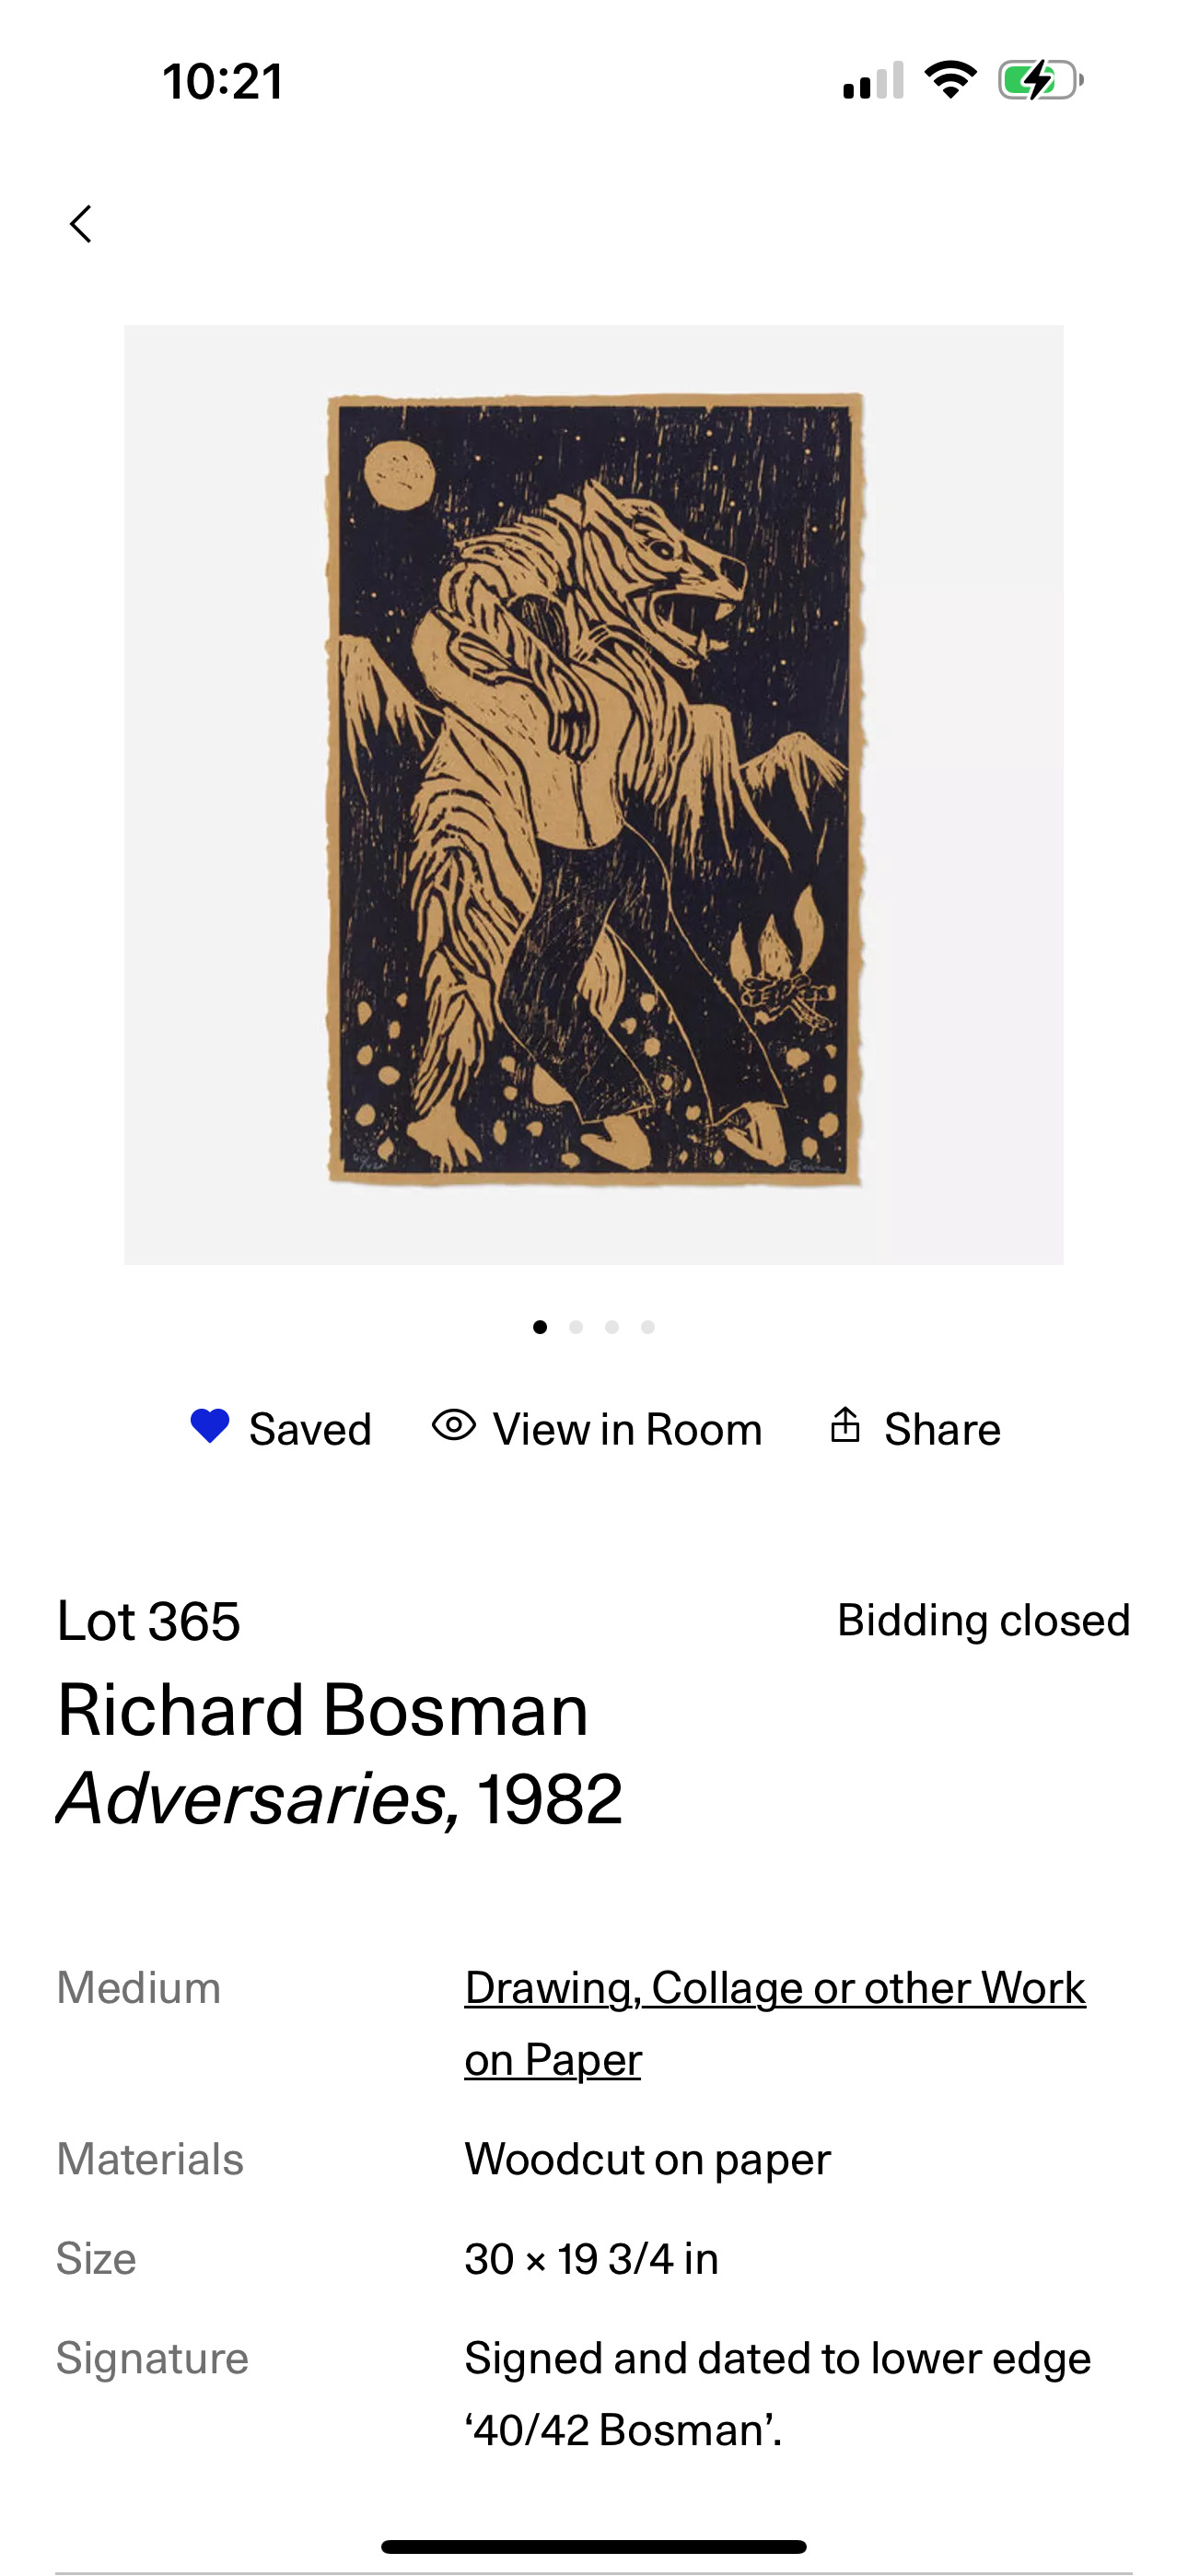 10:21
Saved View in Room Share
Lot 365 Bidding closed
Richard Bosman
Adversaries, 1982
Medium Drawing, Collage or other Work
on Paper
Materials Woodcut on paper
Size 30 × 19 3/4 in
Signature Signed and dated to lower edge
‘40/42 Bosman’.